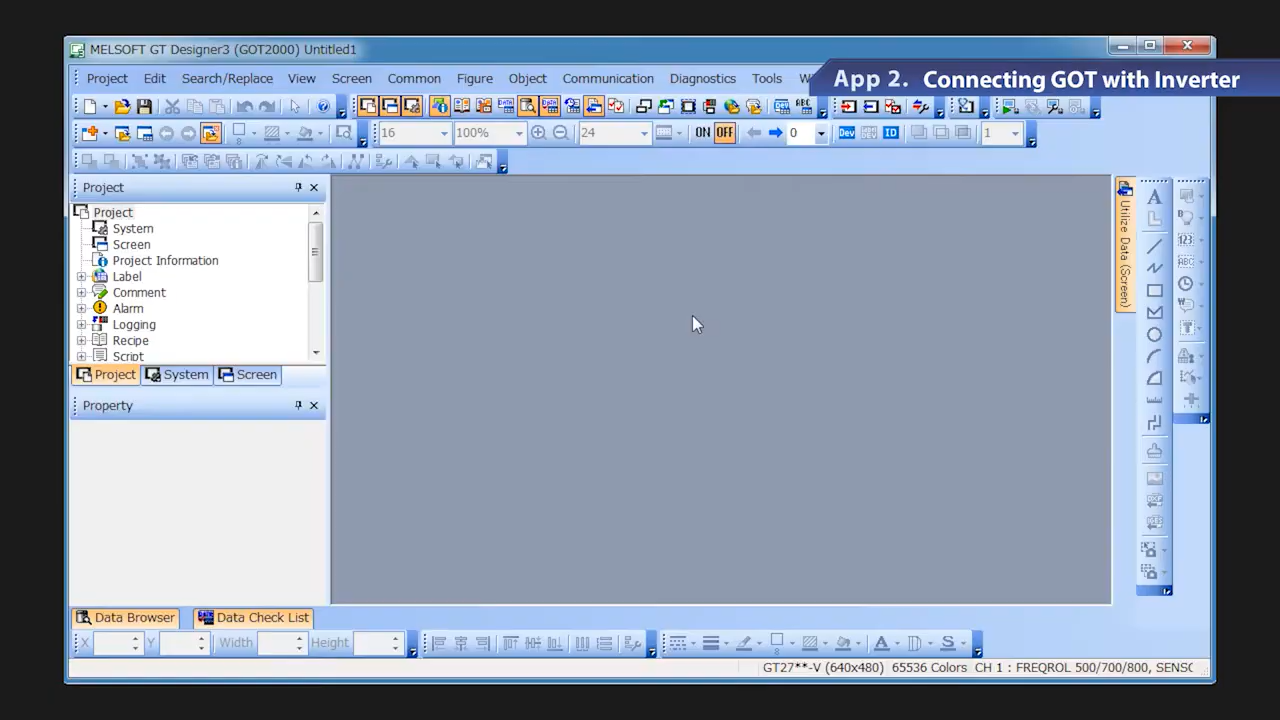 MELSOFT GT Designer3 (GOT2000) Untitled1
Project Edit Search/Replace View Screen Common Figure Object Communication Diagnostics Tools
App 2. Connecting GOT with Inverter
16 100% 24 ON OFF 0 Dev ID 1
Project
Project
System
Screen
Project Information
Label
Comment
Alarm
Logging
Recipe
Script
Project System Screen
Property
Utilize Data (Screen)
Data Browser Data Check List
X Y Width Height
GT27**-V (640x480) 65536 Colors CH 1 : FREQROL 500/700/800, SENSO